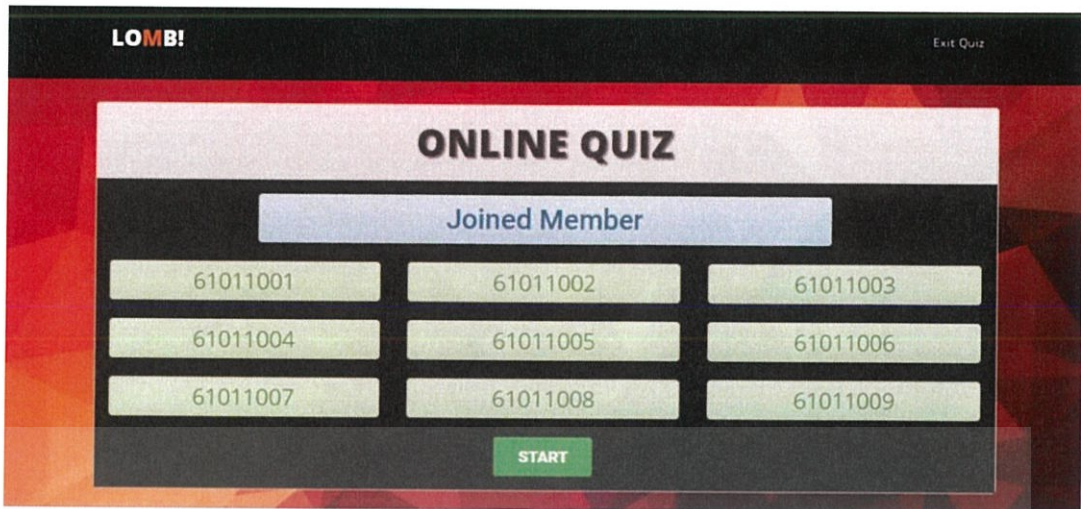 LOMB!
Exit Quiz
ONLINE QUIZ
Joined Member
61011001 61011002 61011003
61011004 61011005 61011006
61011007 61011008 61011009
START